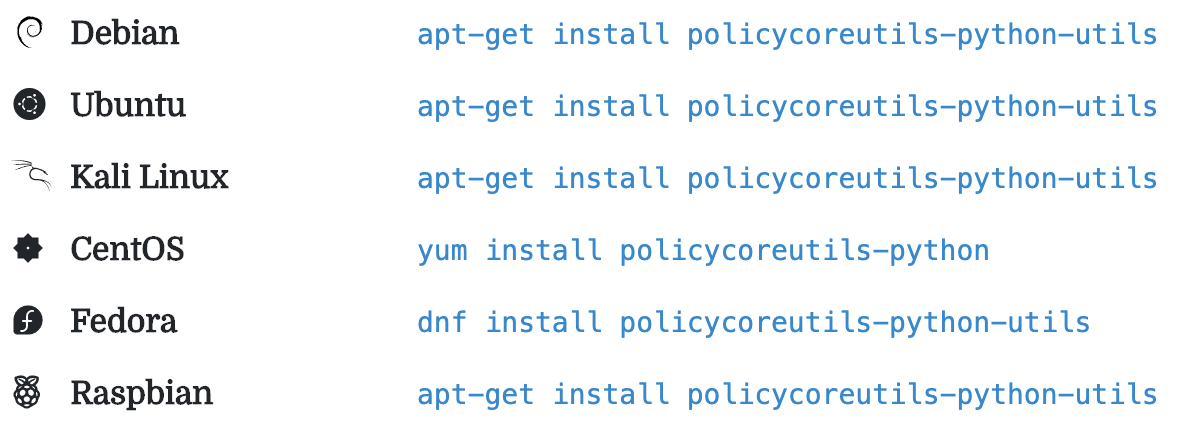 Debian apt-get install policycoreutils-python-utils
Ubuntu apt-get install policycoreutils-python-utils
Kali Linux apt-get install policycoreutils-python-utils
CentOS yum install policycoreutils-python
Fedora dnf install policycoreutils-python-utils
Raspbian apt-get install policycoreutils-python-utils